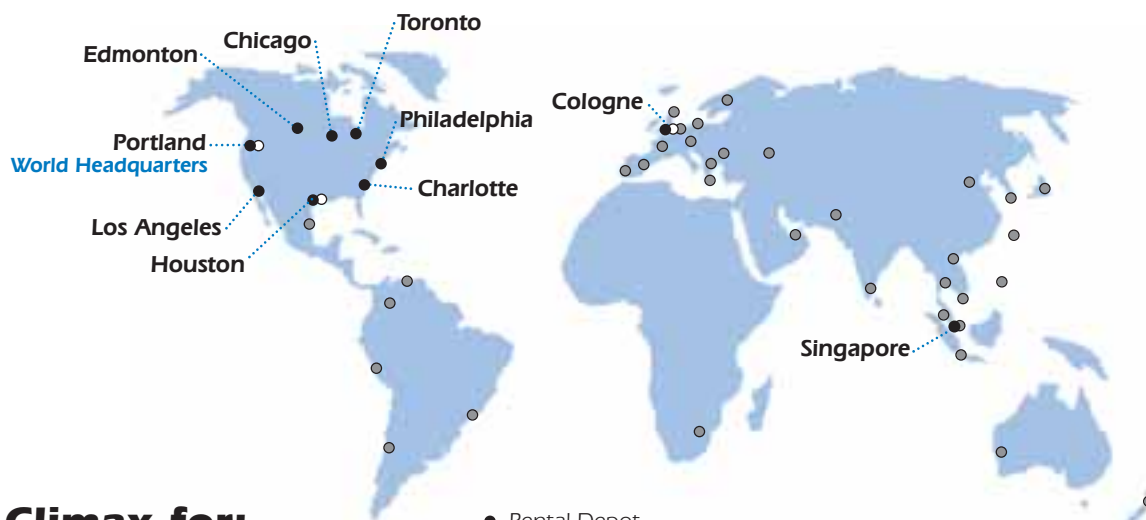 Toronto
Chicago
Edmonton
Cologne
Philadelphia
Portland
World Headquarters
Charlotte
Los Angeles
Houston
Singapore
Climax for:
Rental Depot